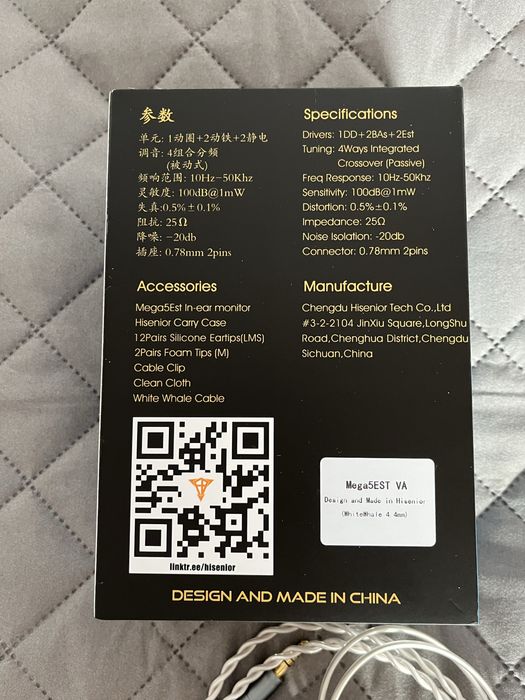 参数
单元: 1动圈+2动铁+2静电
调音: 4组合分频
(被动式)
频响范围: 10Hz-50Khz
灵敏度: 100dB@1mW
失真:0.5%±0.1%
阻抗: 25Ω
降噪: -20db
插座: 0.78mm 2pins
Specifications
Drivers: 1DD+2BAs+2Est
Tuning: 4Ways Integrated
Crossover (Passive)
Freq Response: 10Hz-50Khz
Sensitivity: 100dB@1mW
Distortion: 0.5%±0.1%
Impedance: 25Ω
Noise Isolation: -20db
Connector: 0.78mm 2pins
Accessories
Mega5Est In-ear monitor
Hisenior Carry Case
12Pairs Silicone Eartips(LMS)
2Pairs Foam Tips (M)
Cable Clip
Clean Cloth
White Whale Cable
Manufacture
Chengdu Hisenior Tech Co.,Ltd
#3-2-2104 JinXiu Square,LongShu
Road,Chenghua District,Chengdu
Sichuan,China
linktr.ee/hisenior
Mega5EST VA
Design and Made in Hisenior
(WhiteWhale 4.4mm)
DESIGN AND MADE IN CHINA